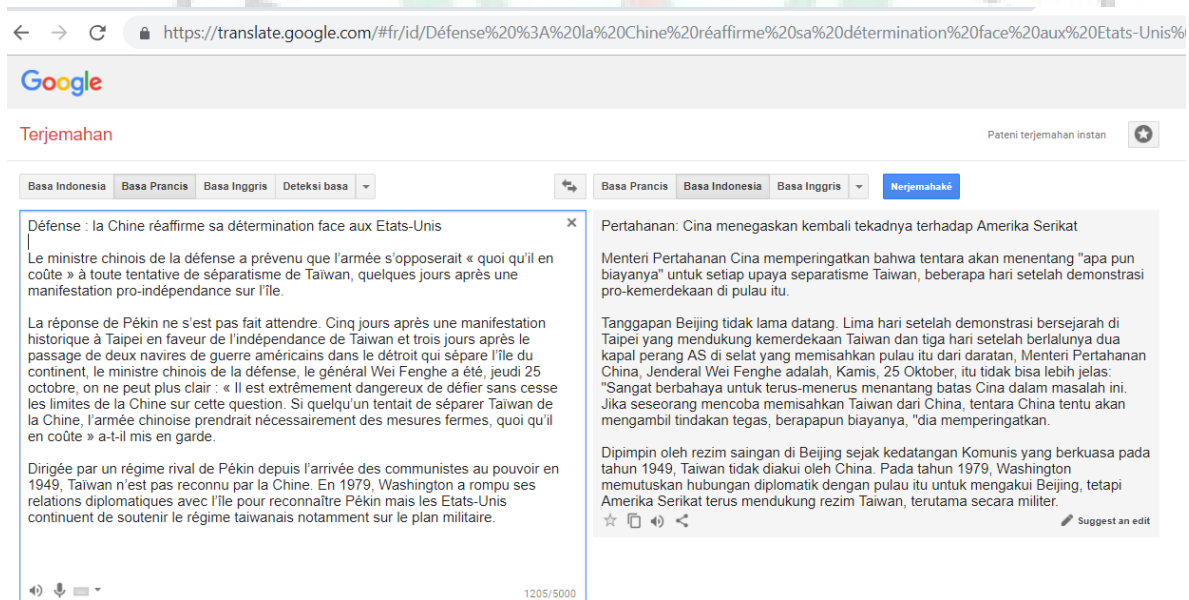 https://translate.google.com/#fr/id/Défense%20%3A%20la%20Chine%20réaffirme%20sa%20détermination%20face%20aux%20Etats-Unis%
Google
Terjemahan
Pateni terjemahan instan
Basa Indonesia Basa Prancis Basa Inggris Deteksi basa
Basa Prancis Basa Indonesia Basa Inggris Nerjemahaké
Défense : la Chine réaffirme sa détermination face aux Etats-Unis
Le ministre chinois de la défense a prévenu que l’armée s’opposerait « quoi qu’il en
coûte » à toute tentative de séparatisme de Taïwan, quelques jours après une
manifestation pro-indépendance sur l’île.
La réponse de Pékin ne s’est pas fait attendre. Cinq jours après une manifestation
historique à Taipei en faveur de l’indépendance de Taiwan et trois jours après le
passage de deux navires de guerre américains dans le détroit qui sépare l’île du
continent, le ministre chinois de la défense, le général Wei Fenghe a été, jeudi 25
octobre, on ne peut plus clair : « Il est extrêmement dangereux de défier sans cesse
les limites de la Chine sur cette question. Si quelqu’un tentait de séparer Taïwan de
la Chine, l’armée chinoise prendrait nécessairement des mesures fermes, quoi qu’il
en coûte » a-t-il mis en garde.
Dirigée par un régime rival de Pékin depuis l’arrivée des communistes au pouvoir en
1949, Taïwan n’est pas reconnu par la Chine. En 1979, Washington a rompu ses
relations diplomatiques avec l’île pour reconnaître Pékin mais les Etats-Unis
continuent de soutenir le régime taiwanais notamment sur le plan militaire.
1205/5000
Pertahanan: Cina menegaskan kembali tekadnya terhadap Amerika Serikat
Menteri Pertahanan Cina memperingatkan bahwa tentara akan menentang "apa pun
biayanya" untuk setiap upaya separatisme Taiwan, beberapa hari setelah demonstrasi
pro-kemerdekaan di pulau itu.
Tanggapan Beijing tidak lama datang. Lima hari setelah demonstrasi bersejarah di
Taipei yang mendukung kemerdekaan Taiwan dan tiga hari setelah berlalunya dua
kapal perang AS di selat yang memisahkan pulau itu dari daratan, Menteri Pertahanan
China, Jenderal Wei Fenghe adalah, Kamis, 25 Oktober, itu tidak bisa lebih jelas:
"Sangat berbahaya untuk terus-menerus menantang batas Cina dalam masalah ini.
Jika seseorang mencoba memisahkan Taiwan dari China, tentara China tentu akan
mengambil tindakan tegas, berapapun biayanya, "dia memperingatkan.
Dipimpin oleh rezim saingan di Beijing sejak kedatangan Komunis yang berkuasa pada
tahun 1949, Taiwan tidak diakui oleh China. Pada tahun 1979, Washington
memutuskan hubungan diplomatik dengan pulau itu untuk mengakui Beijing, tetapi
Amerika Serikat terus mendukung rezim Taiwan, terutama secara militer.
Suggest an edit